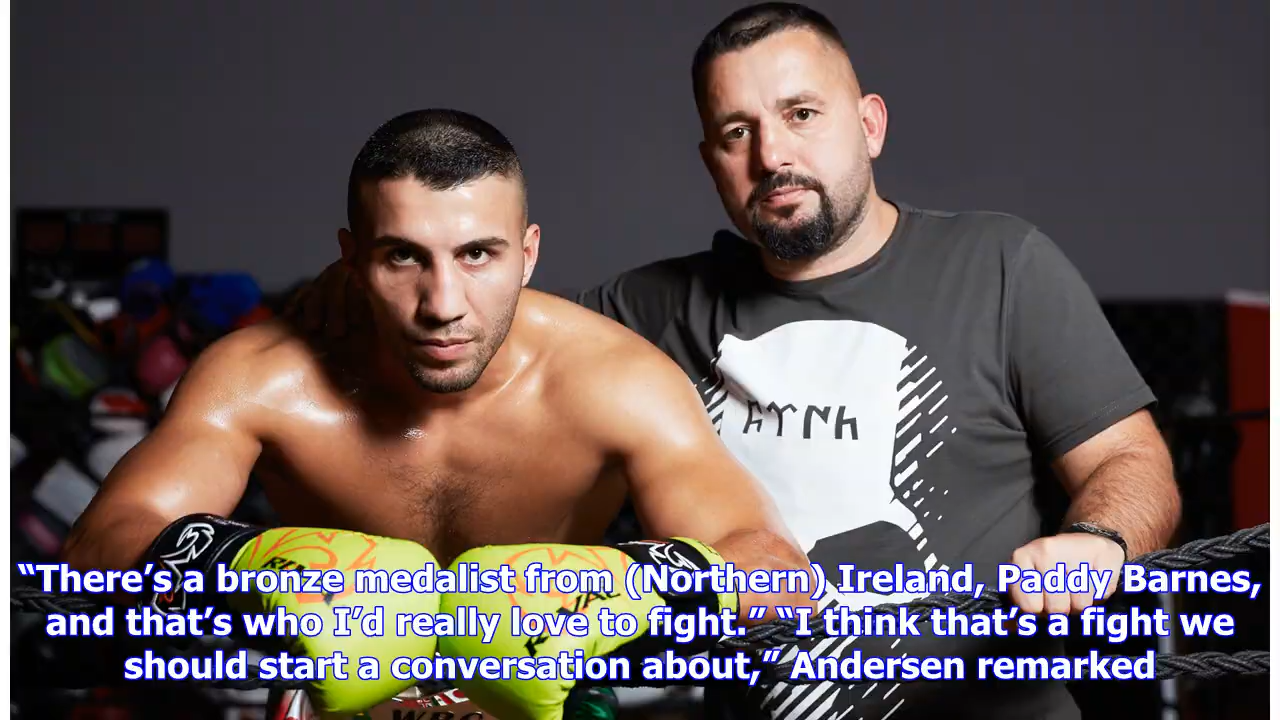 “There’s a bronze medalist from (Northern) Ireland, Paddy Barnes,
and that’s who I’d really love to fight.” “I think that’s a fight we
should start a conversation about,” Andersen remarked
WBC